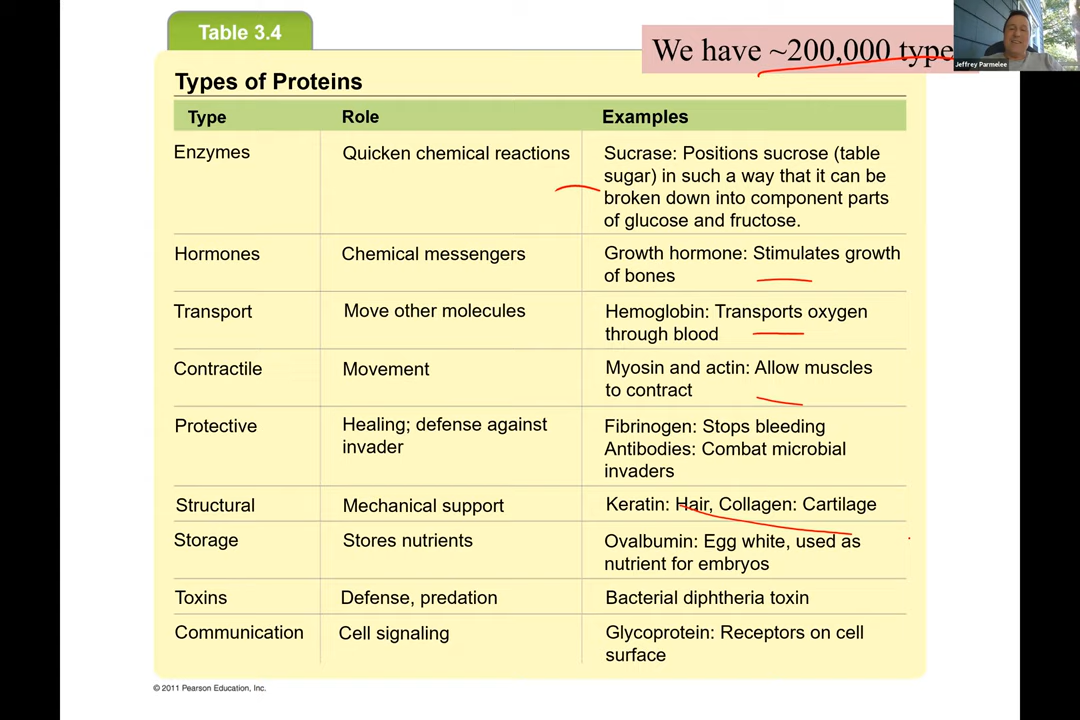 Table 3.4
We have ~200,000 type
Jeffrey Parmelee
Types of Proteins
Type Role Examples
Enzymes Quicken chemical reactions Sucrase: Positions sucrose (table
sugar) in such a way that it can be
broken down into component parts
of glucose and fructose.
Hormones Chemical messengers Growth hormone: Stimulates growth
of bones
Transport Move other molecules Hemoglobin: Transports oxygen
through blood
Contractile Movement Myosin and actin: Allow muscles
to contract
Protective Healing; defense against Fibrinogen: Stops bleeding
invader Antibodies: Combat microbial
invaders
Structural Mechanical support Keratin: Hair, Collagen: Cartilage
Storage Stores nutrients Ovalbumin: Egg white, used as
nutrient for embryos
Toxins Defense, predation Bacterial diphtheria toxin
Communication Cell signaling Glycoprotein: Receptors on cell
surface
© 2011 Pearson Education, Inc.